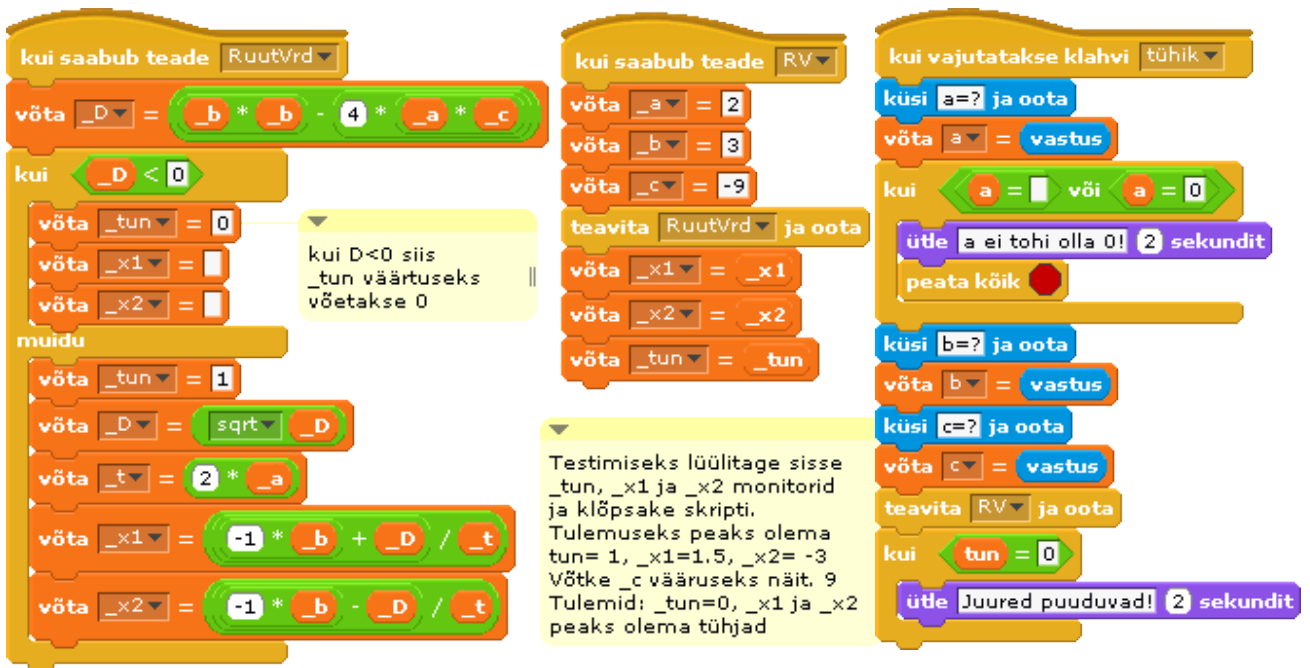 kui saabub teade RuutVrd
võta _D = _b * _b - 4 * _a * _c
kui _D < 0
võta _tun = 0
võta _x1 =
võta _x2 =
muidu
võta _tun = 1
võta _D = sqrt _D
võta _t = 2 * _a
võta _x1 = -1 * _b + _D / _t
võta _x2 = -1 * _b - _D / _t
kui D<0 siis
_tun väärtuseks
võetakse 0
kui saabub teade RV
võta _a = 2
võta _b = 3
võta _c = -9
teavita RuutVrd ja oota
võta _x1 = _x1
võta _x2 = _x2
võta _tun = _tun
Testimiseks lüülitage sisse
_tun, _x1 ja _x2 monitorid
ja klõpsake skripti.
Tulemuseks peaks olema
tun= 1, _x1=1.5, _x2= -3
Võtke _c vääruseks näit. 9
Tulemid: _tun=0, _x1 ja _x2
peaks olema tühjad
kui vajutatakse klahvi tühik
küsi a=? ja oota
võta a = vastus
kui a = või a = 0
ütle a ei tohi olla 0! 2 sekundit
peata kõik
küsi b=? ja oota
võta b = vastus
küsi c=? ja oota
võta c = vastus
teavita RV ja oota
kui tun = 0
ütle Juured puuduvad! 2 sekundit